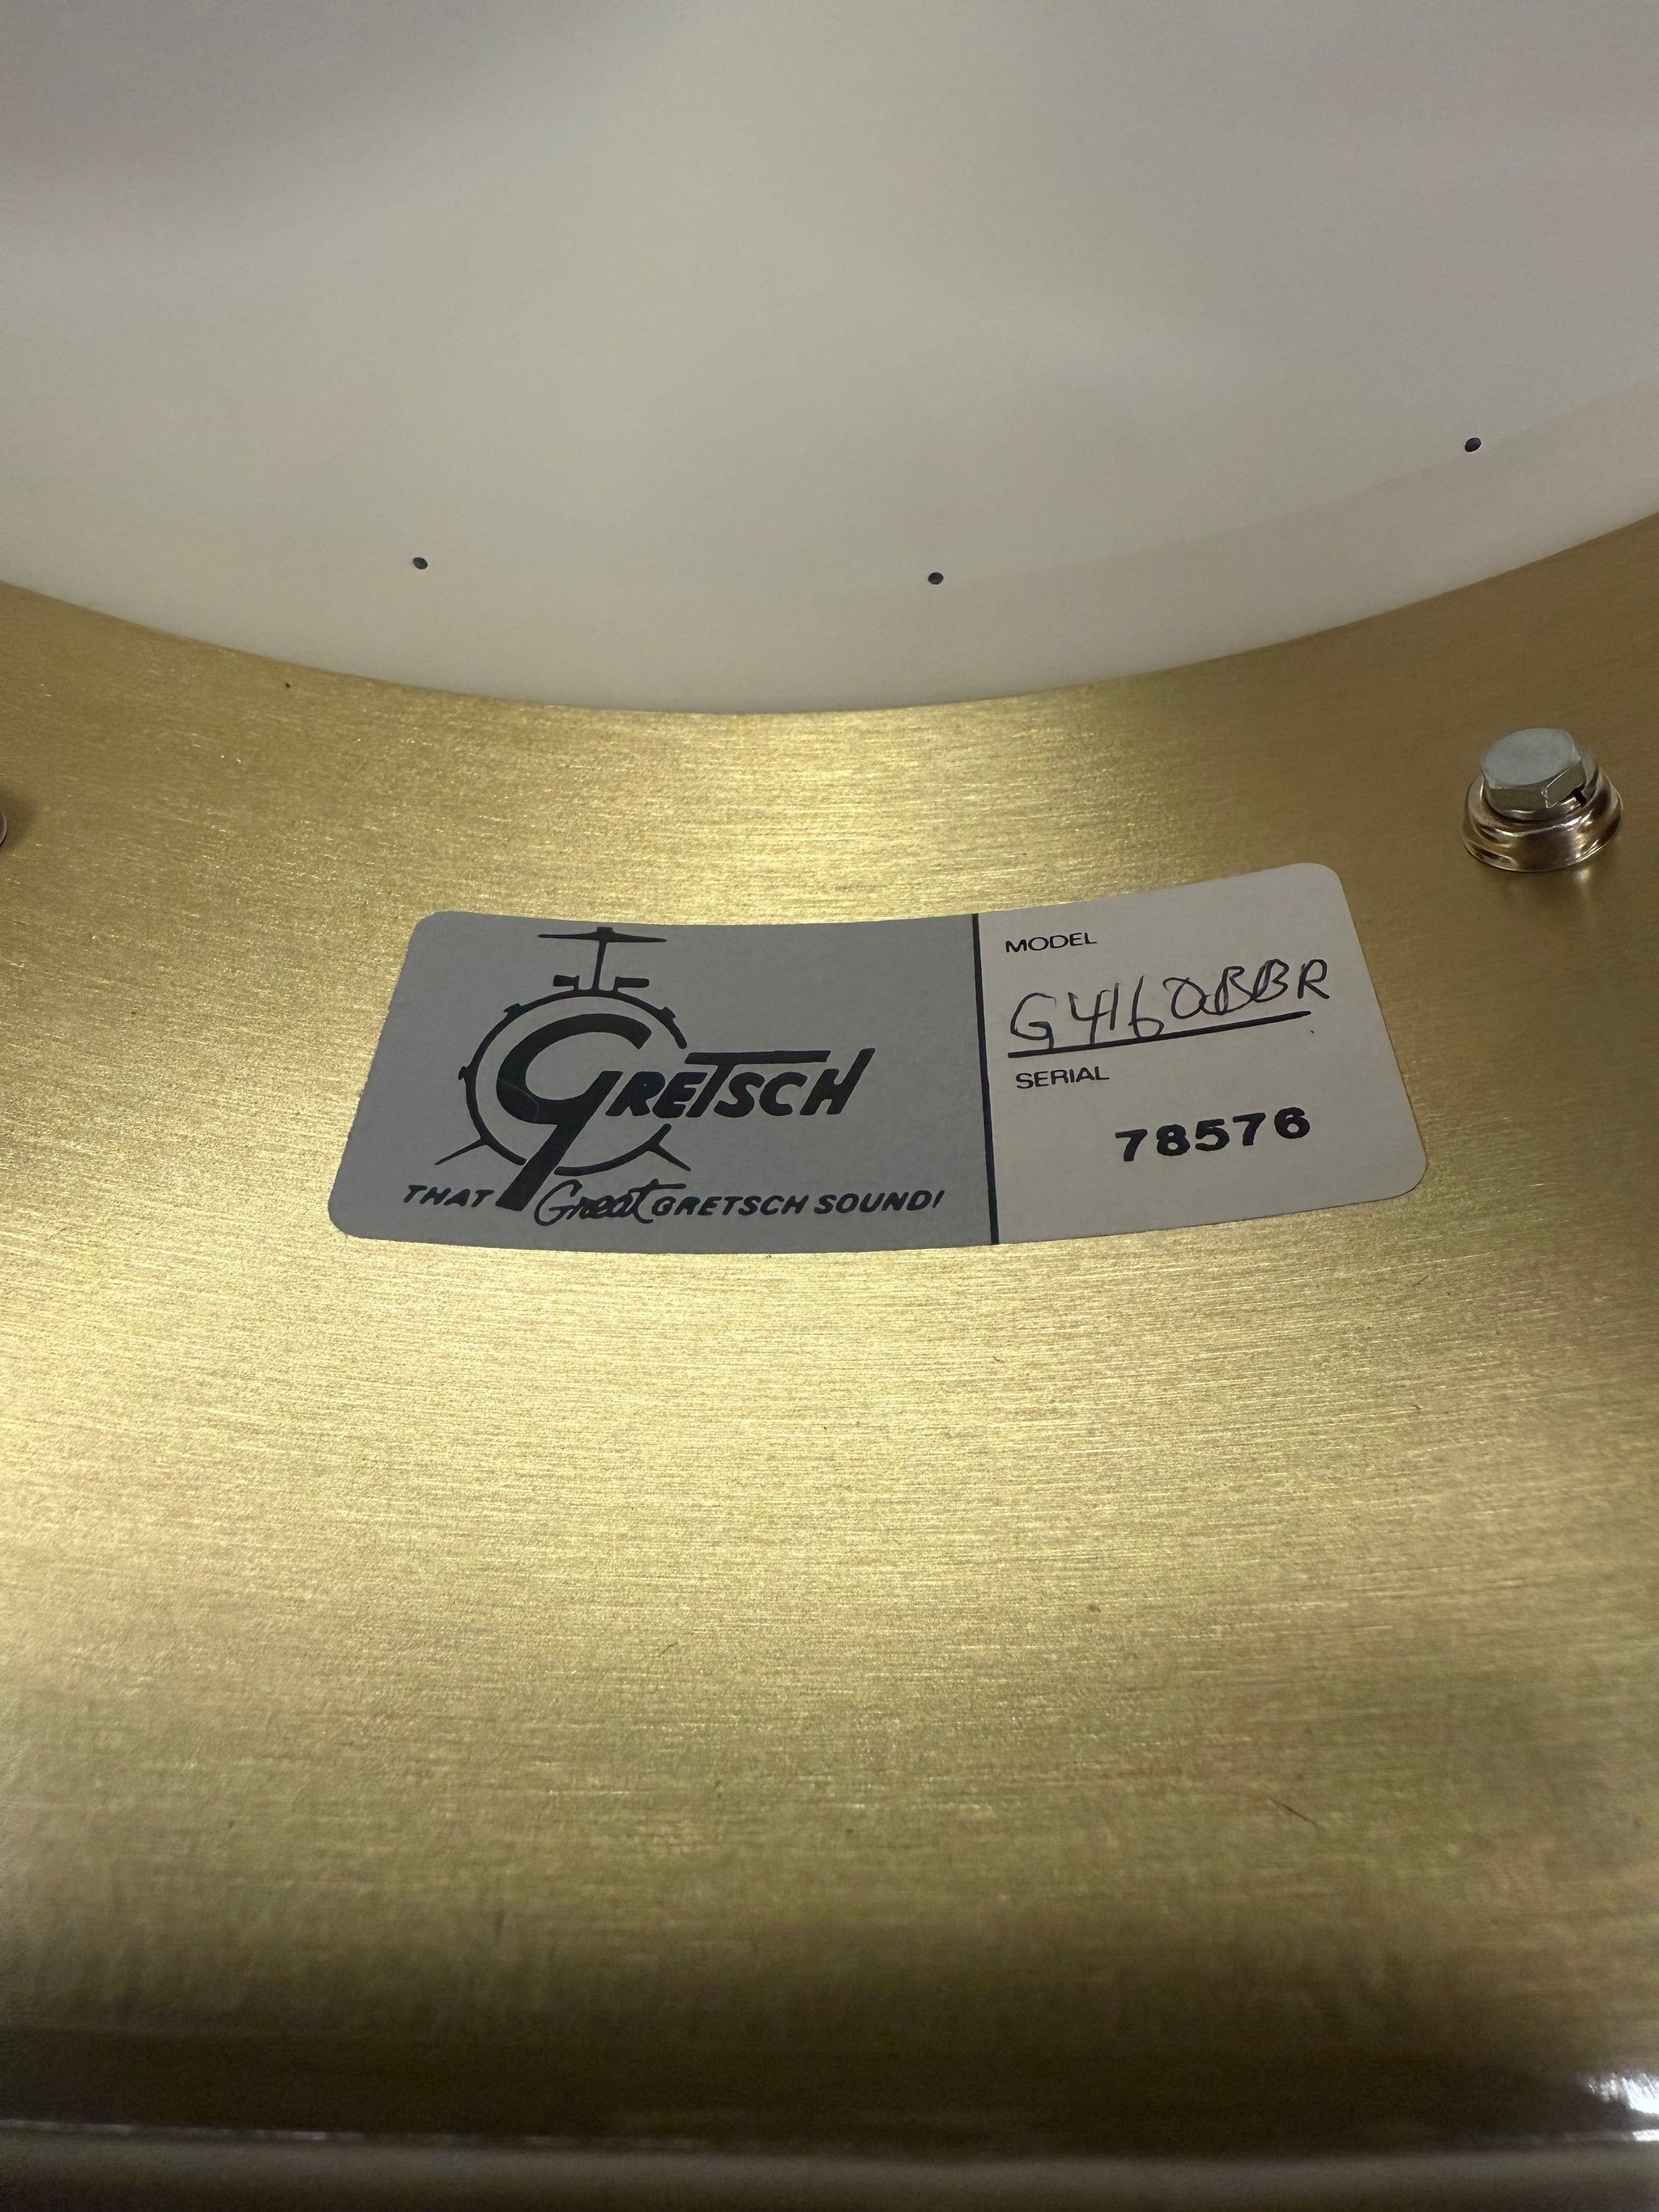 GRETSCH
THAT Great GRETSCH SOUND!
MODEL
G4160BBR
SERIAL
78576